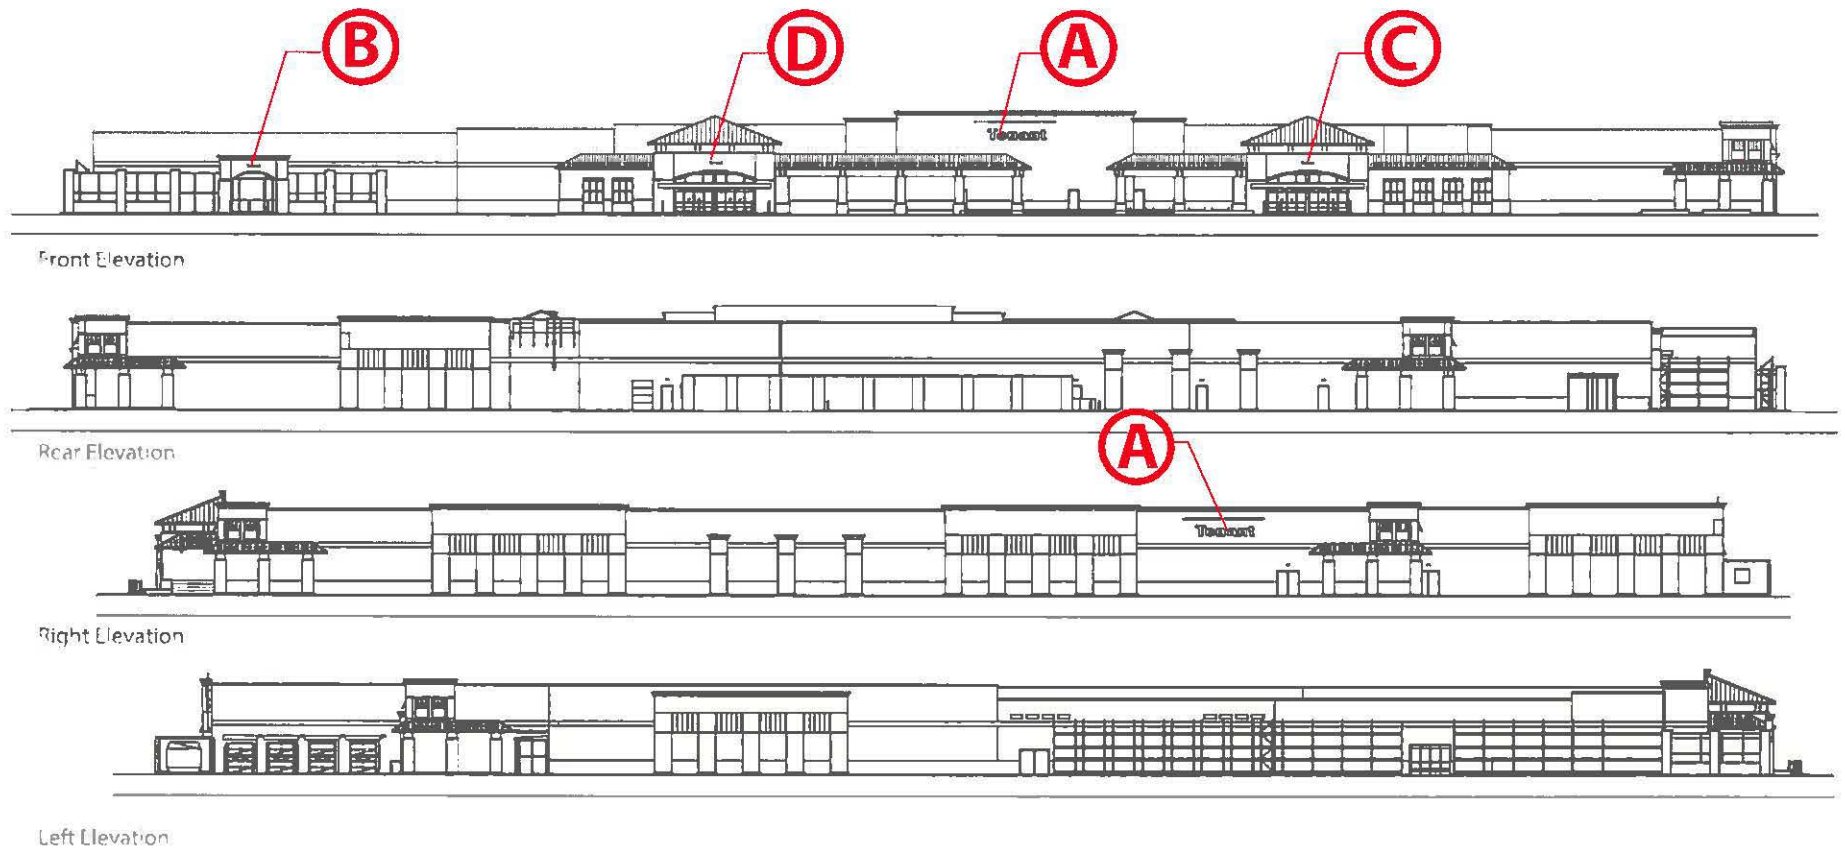 B D A C
Tenant
Front Elevation
Rear Elevation
A
Tenant
Right Elevation
Left Elevation